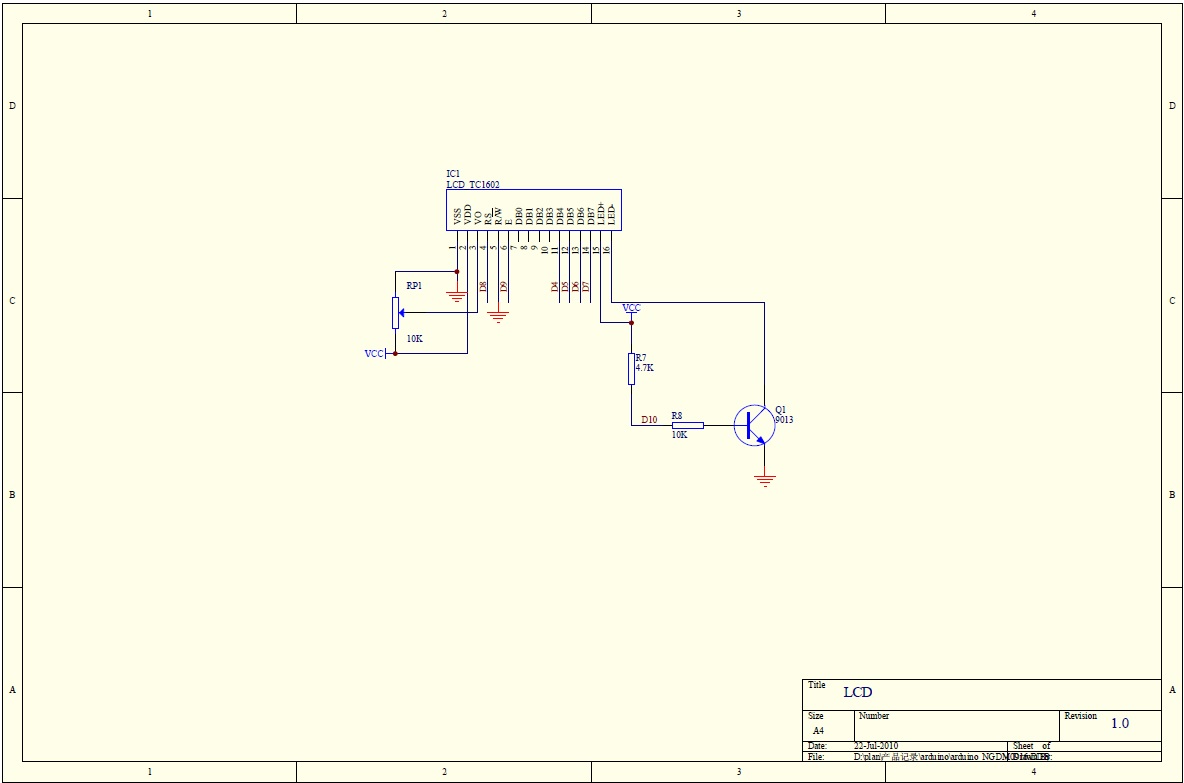 1 2 3 4
D D
IC1
LCD TC1602
VSS VDD VO RS R/W E DB0 DB1 DB2 DB3 DB4 DB5 DB6 DB7 LED+ LED-
1 2 3 4 5 6 7 8 9 10 11 12 13 14 15 16
D8 D9 D4 D5 D6 D7
RP1
C C
VCC
10K
VCC
R7
4.7K
Q1
9013
D10 R8
10K
B B
Title LCD
A A
Size Number Revision 1.0
A4
Date: 22-Jul-2010 Sheet of
File: D:\plan\产品记录\arduino\arduino NGDM
1 2 3 4